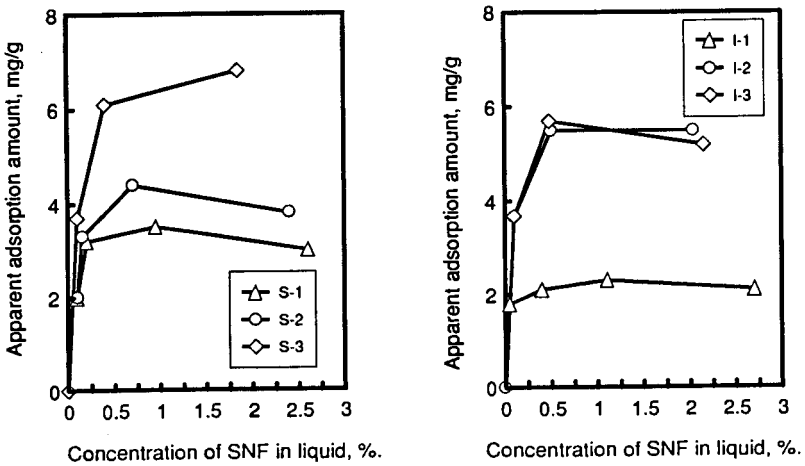 Apparent adsorption amount, mg/g
8
6
4
2
0
S-1
S-2
S-3
0 0.5 1 1.5 2 2.5 3
Concentration of SNF in liquid, %.
Apparent adsorption amount, mg/g
8
6
4
2
0
I-1
I-2
I-3
0 0.5 1 1.5 2 2.5 3
Concentration of SNF in liquid, %.